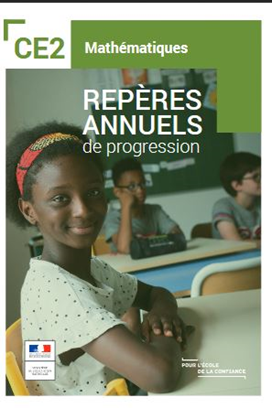 CE2
Mathématiques
REPÈRES
ANNUELS
de progression
POUR L'ÉCOLE
DE LA CONFIANCE